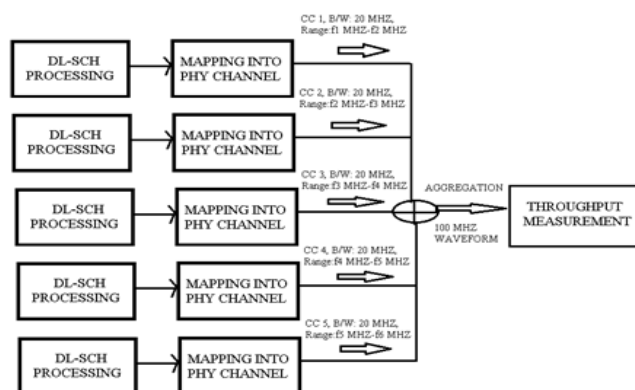 CC 1, B/W: 20 MHZ,
Range:f1 MHZ-f2 MHZ
DL-SCH
PROCESSING
MAPPING INTO
PHY CHANNEL
CC 2, B/W: 20 MHZ,
Range:f2 MHZ-f3 MHZ
DL-SCH
PROCESSING
MAPPING INTO
PHY CHANNEL
CC 3, B/W: 20 MHZ,
Range:f3 MHZ-f4 MHZ
DL-SCH
PROCESSING
MAPPING INTO
PHY CHANNEL
AGGREGATION
100 MHZ
WAVEFORM
THROUGHPUT
MEASUREMENT
CC 4, B/W: 20 MHZ,
Range:f4 MHZ-f5 MHZ
DL-SCH
PROCESSING
MAPPING INTO
PHY CHANNEL
CC 5, B/W: 20 MHZ,
Range:f5 MHZ-f6 MHZ
DL-SCH
PROCESSING
MAPPING INTO
PHY CHANNEL